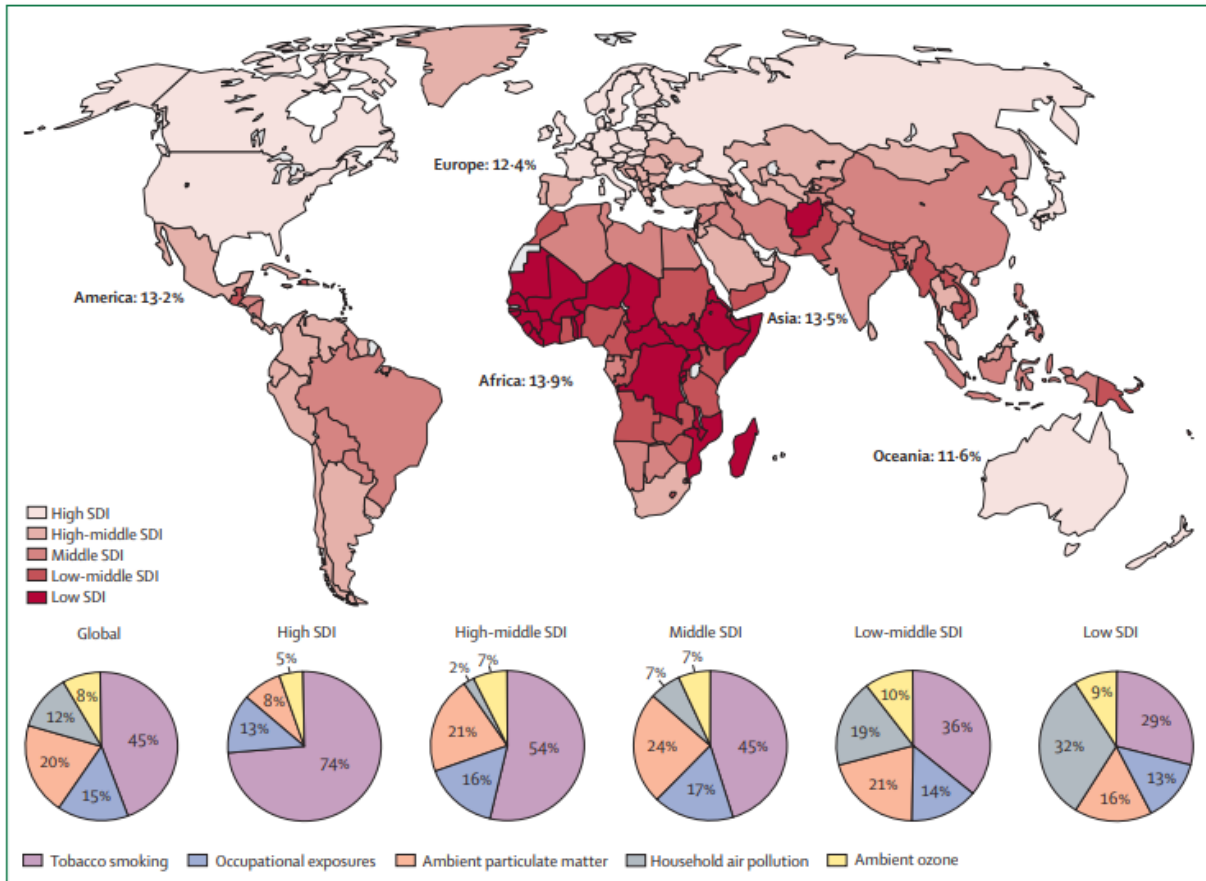 Europe: 12·4%
America: 13·2%
Asia: 13·5%
Africa: 13·9%
Oceania: 11·6%
High SDI
High-middle SDI
Middle SDI
Low-middle SDI
Low SDI
Global
High SDI
High-middle SDI
Middle SDI
Low-middle SDI
Low SDI
8%
12%
45%
20%
15%
5%
8%
13%
74%
2%
7%
21%
54%
16%
7%
7%
24%
45%
17%
10%
19%
36%
21%
14%
9%
32%
29%
13%
16%
Tobacco smoking
Occupational exposures
Ambient particulate matter
Household air pollution
Ambient ozone